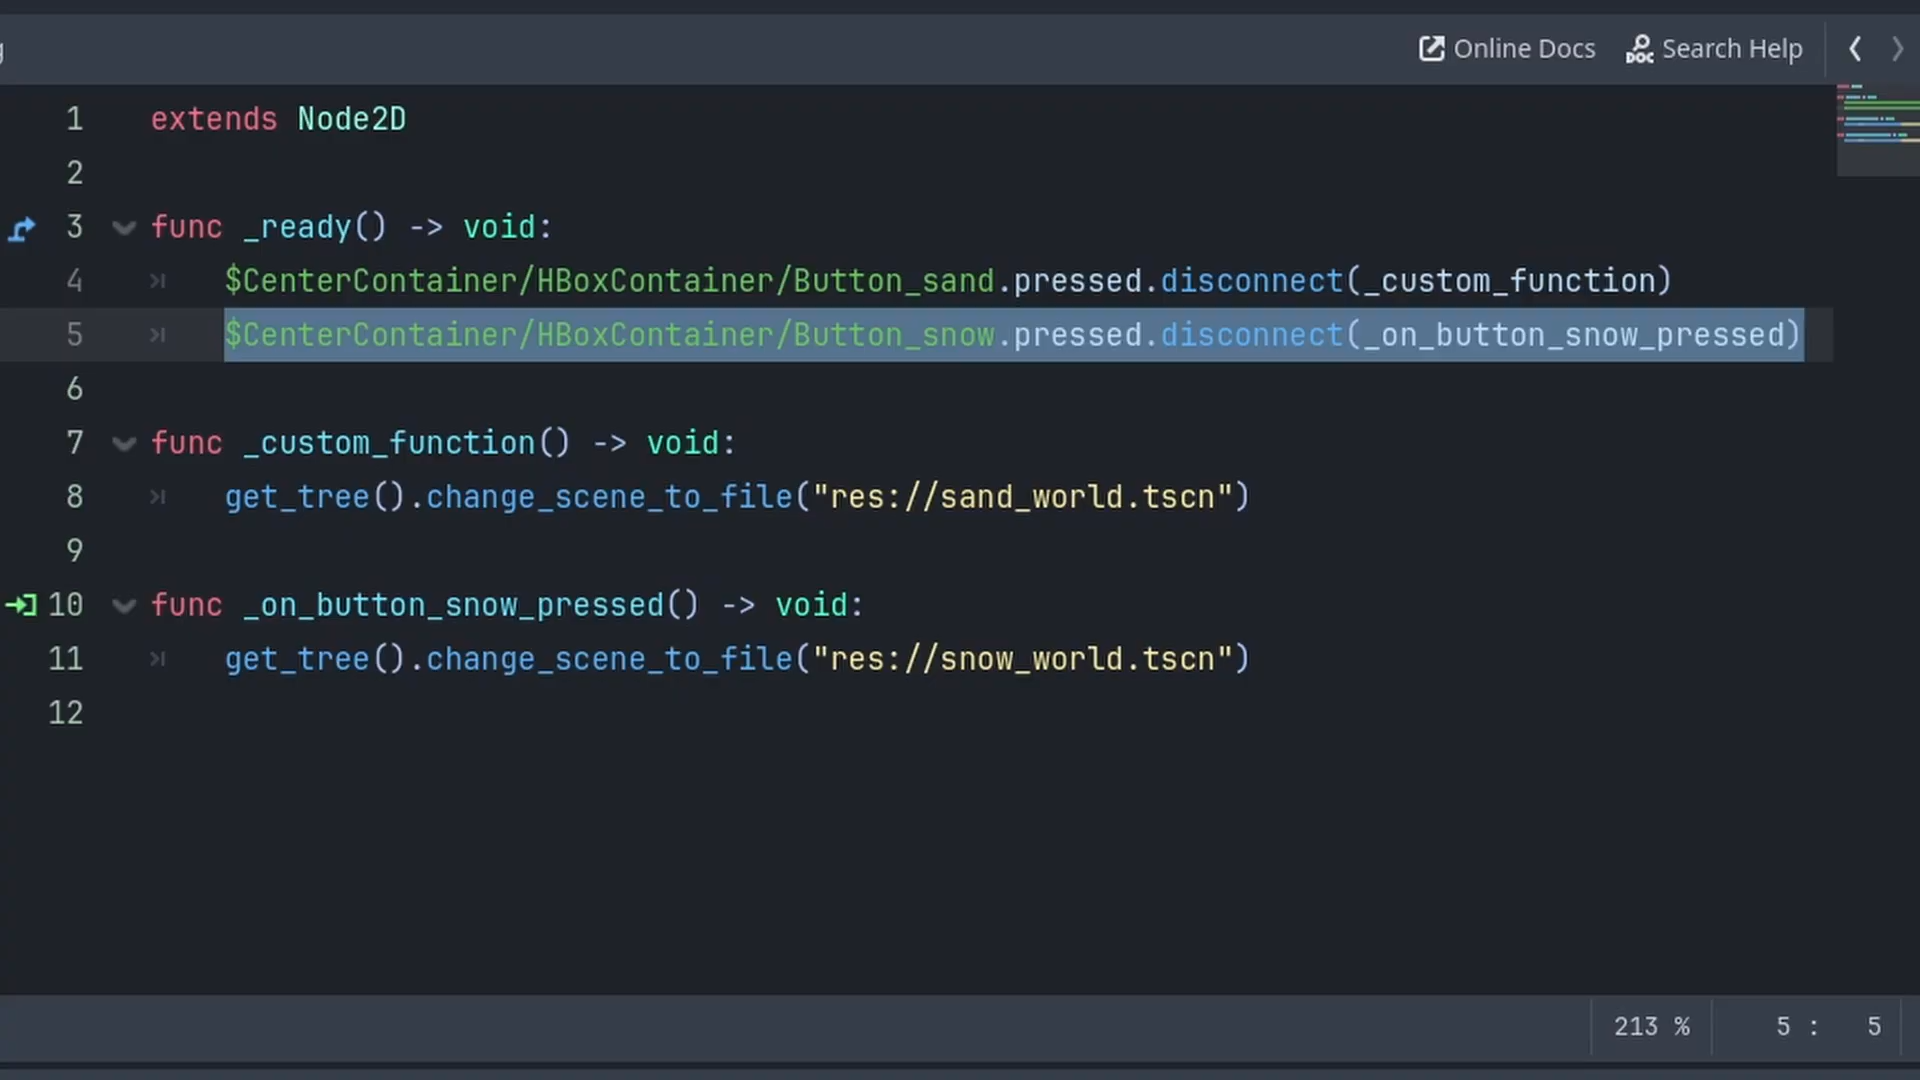 Online Docs Search Help
1 extends Node2D
2
3 func _ready() -> void:
4 $CenterContainer/HBoxContainer/Button_sand.pressed.disconnect(_custom_function)
5 $CenterContainer/HBoxContainer/Button_snow.pressed.disconnect(_on_button_snow_pressed)
6
7 func _custom_function() -> void:
8 get_tree().change_scene_to_file("res://sand_world.tscn")
9
10 func _on_button_snow_pressed() -> void:
11 get_tree().change_scene_to_file("res://snow_world.tscn")
12
213 % 5 : 5